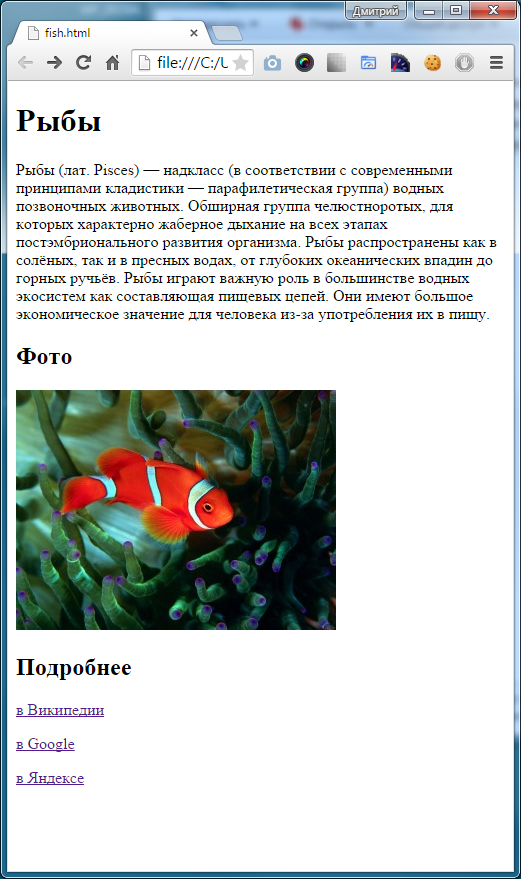 Дмитрий
fish.html
file:///C:/U
Рыбы
Рыбы (лат. Pisces) — надкласс (в соответствии с современными
принципами кладистики — парафилетическая группа) водных
позвоночных животных. Обширная группа челюстноротых, для
которых характерно жаберное дыхание на всех этапах
постэмбрионального развития организма. Рыбы распространены как в
солёных, так и в пресных водах, от глубоких океанических впадин до
горных ручьёв. Рыбы играют важную роль в большинстве водных
экосистем как составляющая пищевых цепей. Они имеют большое
экономическое значение для человека из-за употребления их в пищу.
Фото
Подробнее
в Википедии
в Google
в Яндексе